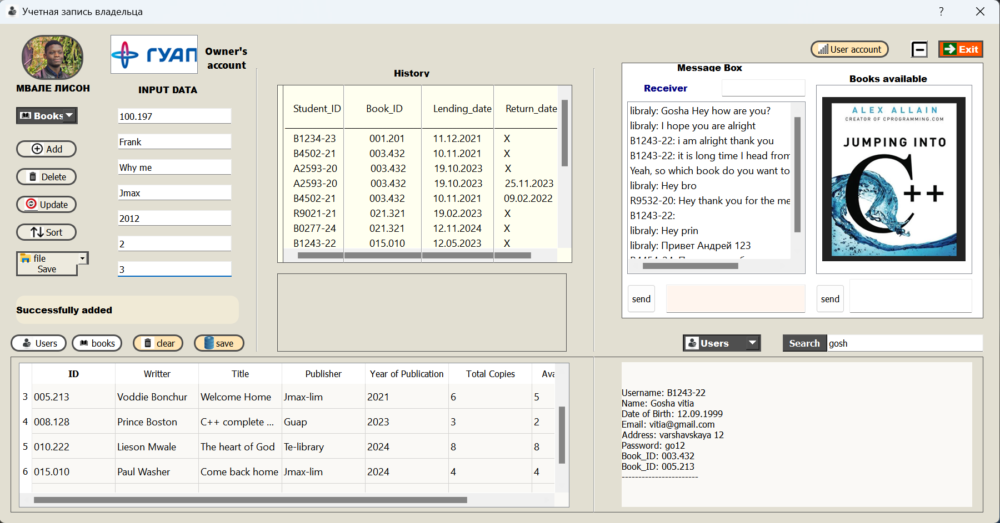 Учетная запись владельца
?
ГУАП
Owner's
account
МВАЛЕ ЛИСОН
INPUT DATA
Books
100.197
Add
Frank
Delete
Why me
Update
Jmax
Sort
2012
file
Save
2
3
Successfully added
Users
books
clear
save
History
Student_ID Book_ID Lending_date Return_date
B1234-23 001.201 11.12.2021 X
B4502-21 003.432 10.11.2021 X
A2593-20 003.432 19.10.2023 X
A2593-20 003.432 19.10.2023 25.11.2023
B4502-21 003.432 10.11.2021 09.02.2022
R9021-21 021.321 19.02.2023 X
B0277-24 021.321 12.11.2024 X
B1243-22 015.010 12.05.2023 X
User account
Exit
Message Box
Receiver
libraly: Gosha Hey how are you?
libraly: I hope you are alright
B1243-22: i am alright thank you
B1243-22: it is long time I head from
Yeah, so which book do you want to
libraly: Hey bro
R9532-20: Hey thank you for the me
B1243-22:
libraly: Hey prin
libraly: Привет Андрей 123
send
Books available
ALEX ALLAIN
CREATOR OF CPROGRAMMING.COM
JUMPING INTO
C++
send
Users
Search
gosh
ID Writter Title Publisher Year of Publication Total Copies Ava
3 005.213 Voddie Bonchur Welcome Home Jmax-lim 2021 6 5
4 008.128 Prince Boston C++ complete ... Guap 2023 3 2
5 010.222 Lieson Mwale The heart of God Te-library 2024 8 8
6 015.010 Paul Washer Come back home Jmax-lim 2024 4 4
Username: B1243-22
Name: Gosha vitia
Date of Birth: 12.09.1999
Email: vitia@gmail.com
Address: varshavskaya 12
Password: go12
Book_ID: 003.432
Book_ID: 005.213
-----------------------